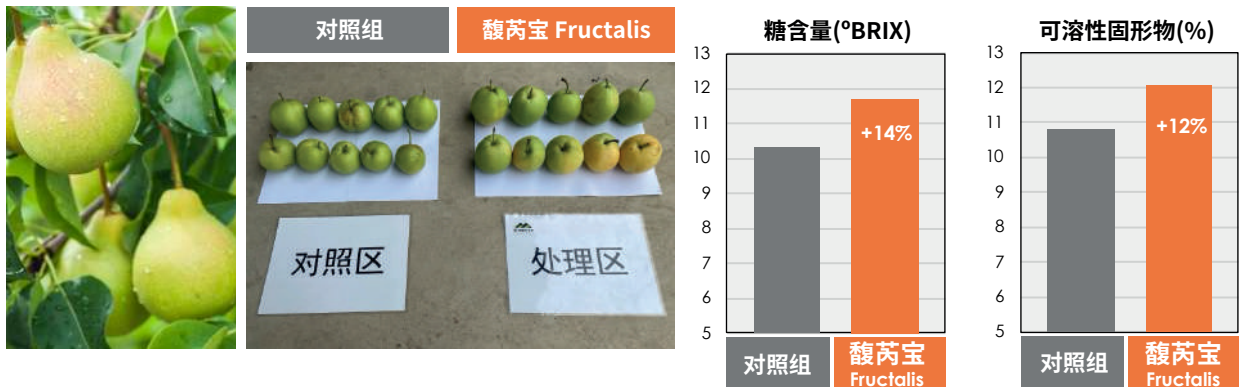 对照组
馥芮宝 Fructalis
对照区
处理区
糖含量(ºBRIX)
13
12
11
10
9
8
7
6
5
+14%
对照组
馥芮宝
Fructalis
可溶性固形物(%)
13
12
11
10
9
8
7
6
5
+12%
对照组
馥芮宝
Fructalis